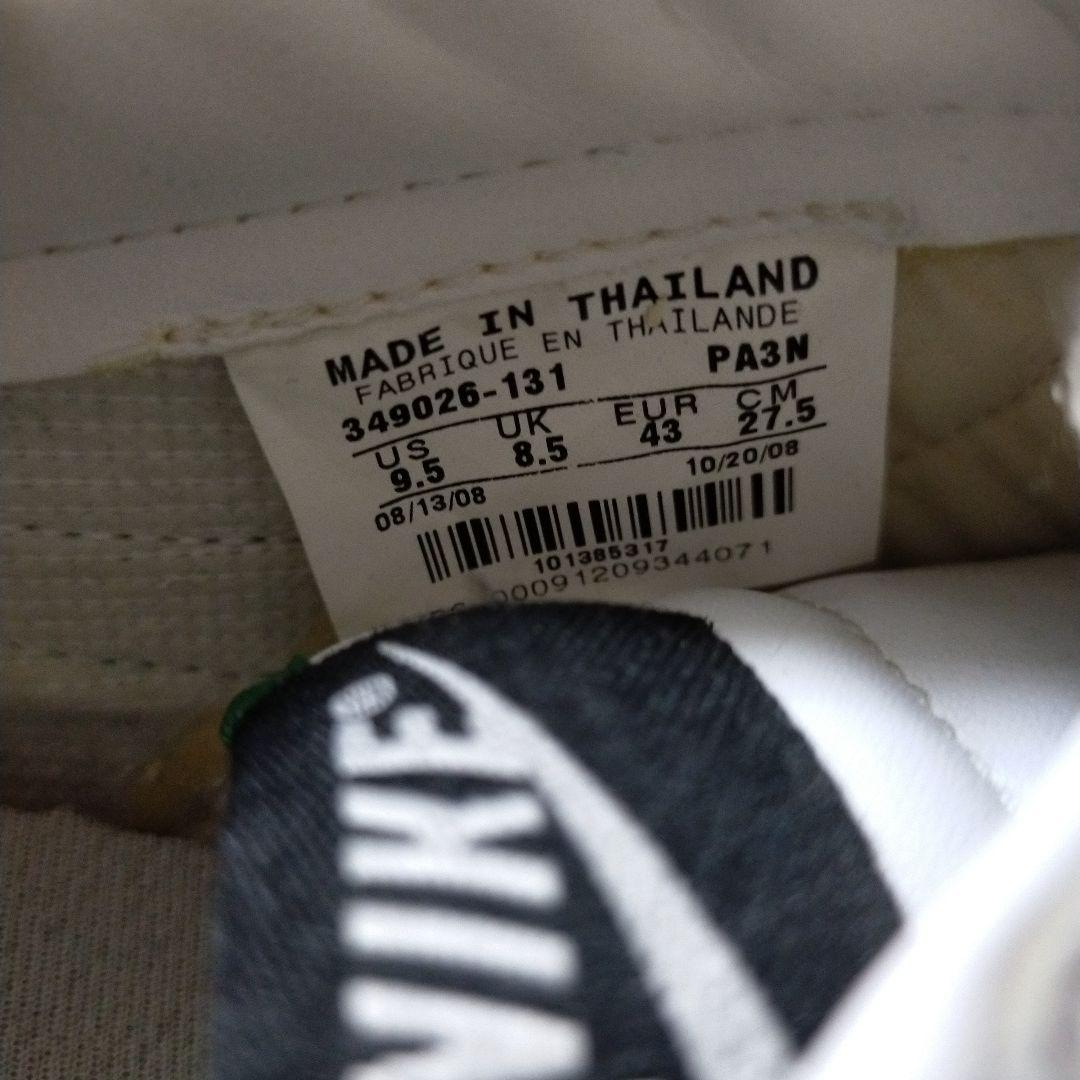 MADE IN THAILAND
FABRIQUE EN THAILANDE
349026-131 PA3N
US UK EUR CM
9.5 8.5 43 27.5
08/13/08 10/20/08
101385317
00091209344071
NIKE